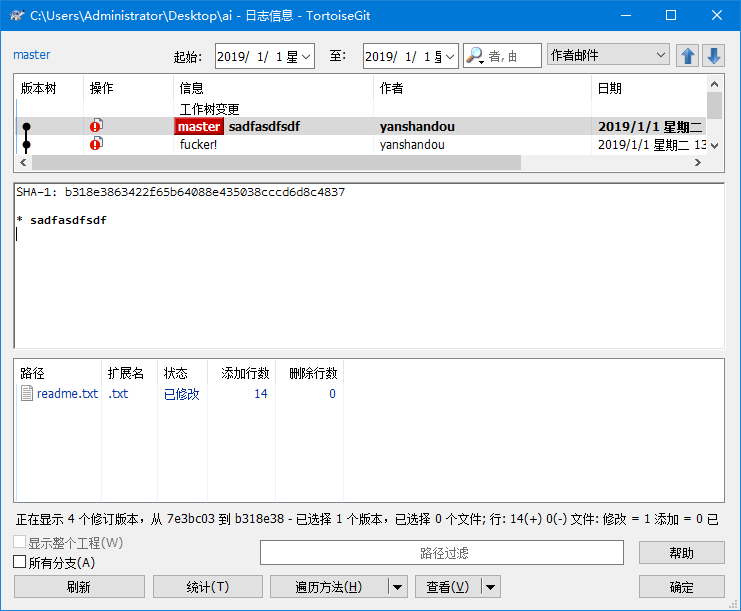 C:\Users\Administrator\Desktop\ai - 日志信息 - TortoiseGit
master 起始: 2019/ 1/ 1 星 至: 2019/ 1/ 1 者, 由 作者邮件
版本树 操作 信息 作者 日期
工作树变更
master sadfasdfsdf yanshandou 2019/1/1 星期二
fucker! yanshandou 2019/1/1 星期二 13
SHA-1: b318e3863422f65b64088e435038cccd6d8c4837
* sadfasdfsdf
路径 扩展名 状态 添加行数 删除行数
readme.txt .txt 已修改 14 0
正在显示 4 个修订版本，从 7e3bc03 到 b318e38 - 已选择 1 个版本，已选择 0 个文件; 行: 14(+) 0(-) 文件: 修改 = 1 添加 = 0 已
显示整个工程(W)
所有分支(A)
路径过滤 帮助
刷新 统计(T) 遍历方法(H) 查看(V) 确定